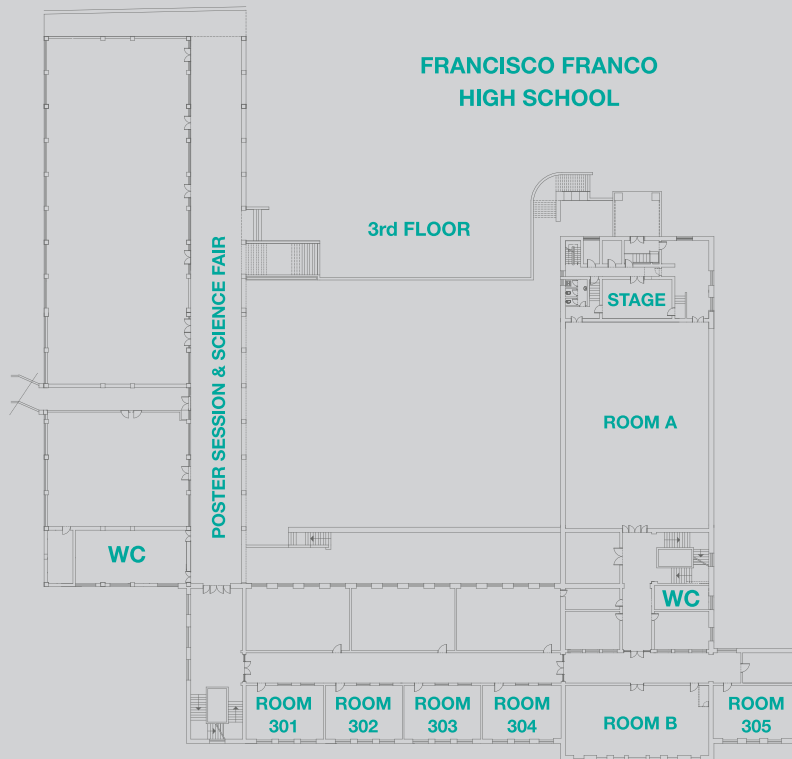 FRANCISCO FRANCO
HIGH SCHOOL
3rd FLOOR
POSTER SESSION & SCIENCE FAIR
STAGE
ROOM A
WC
WC
ROOM
301
ROOM
302
ROOM
303
ROOM
304
ROOM B
ROOM
305